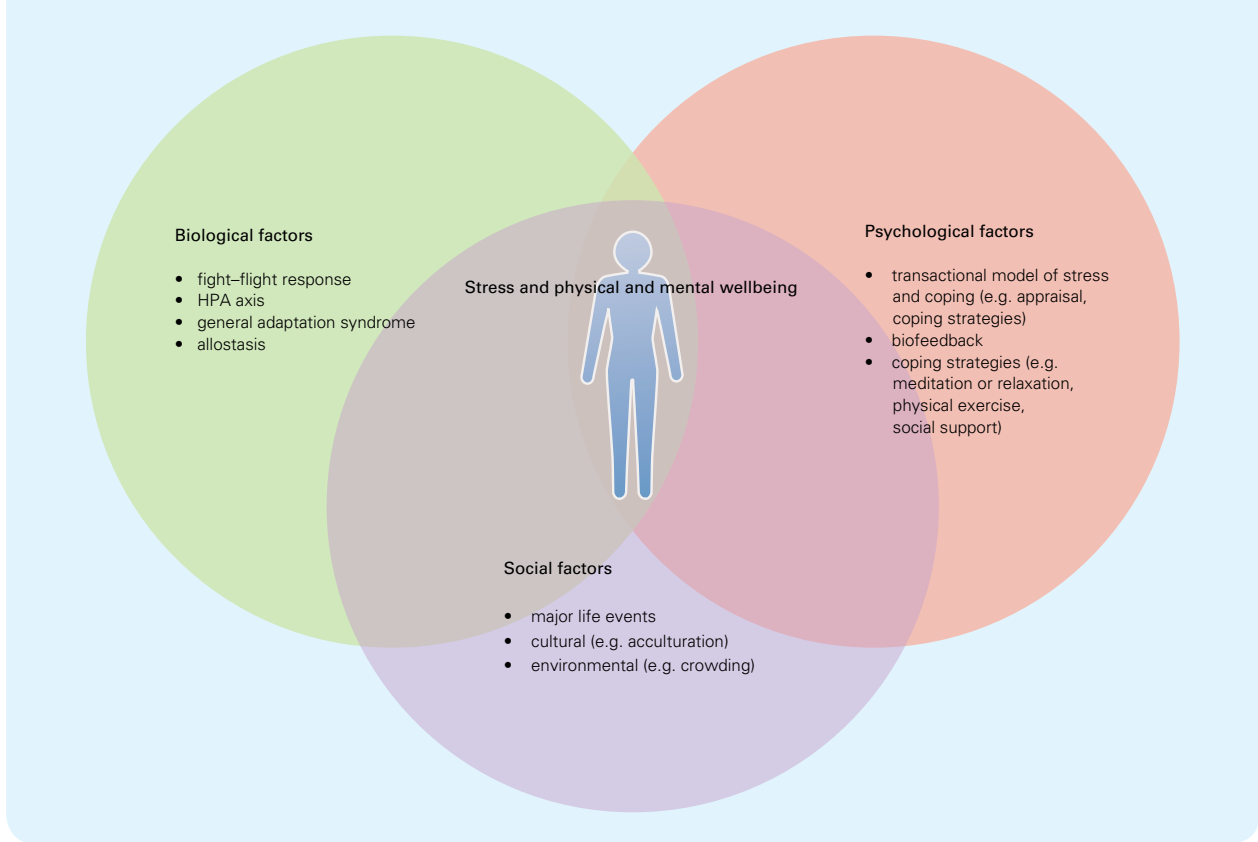 Biological factors
• fight–flight response
• HPA axis
• general adaptation syndrome
• allostasis
Stress and physical and mental wellbeing
Psychological factors
• transactional model of stress
and coping (e.g. appraisal,
coping strategies)
• biofeedback
• coping strategies (e.g.
meditation or relaxation,
physical exercise,
social support)
Social factors
• major life events
• cultural (e.g. acculturation)
• environmental (e.g. crowding)